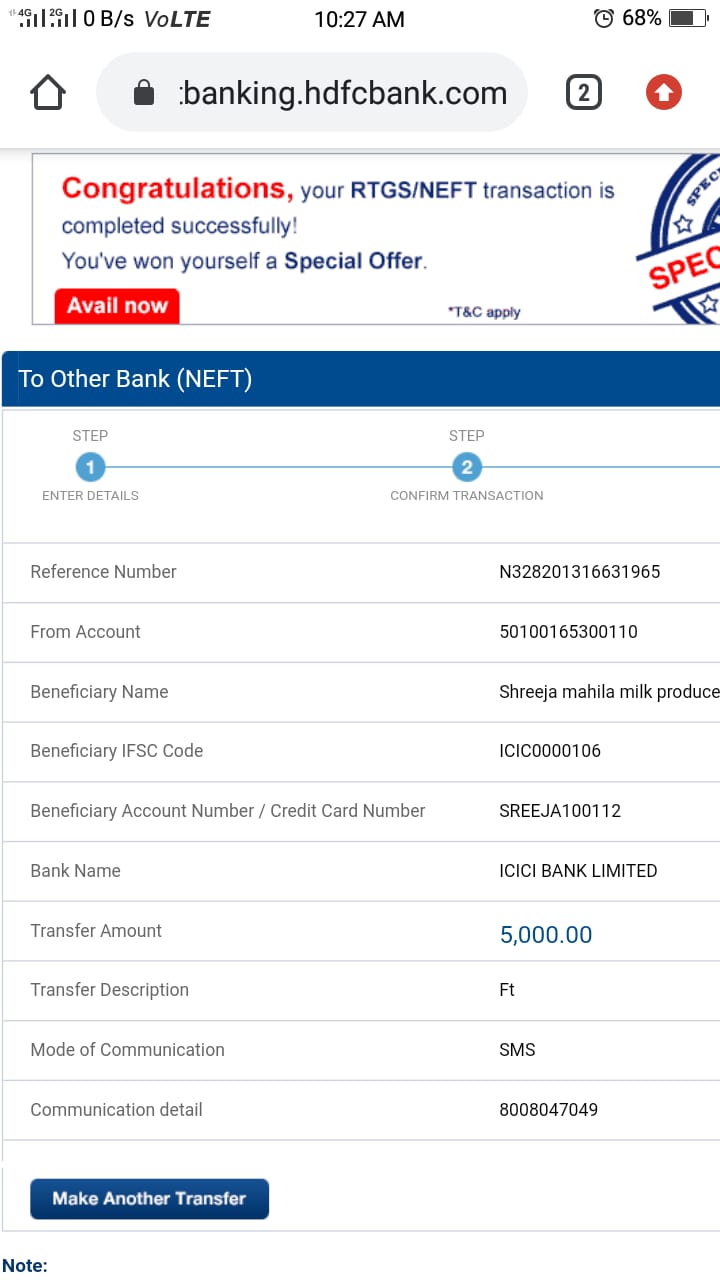 4G 2G 0 B/s VoLTE 10:27 AM 68%
:banking.hdfcbank.com 2
Congratulations, your RTGS/NEFT transaction is
completed successfully!
You've won yourself a Special Offer.
Avail now
*T&C apply
SPEC
SPEC
To Other Bank (NEFT)
STEP STEP
1 2
ENTER DETAILS CONFIRM TRANSACTION
Reference Number N328201316631965
From Account 50100165300110
Beneficiary Name Shreeja mahila milk produce
Beneficiary IFSC Code ICIC0000106
Beneficiary Account Number / Credit Card Number SREEJA100112
Bank Name ICICI BANK LIMITED
Transfer Amount 5,000.00
Transfer Description Ft
Mode of Communication SMS
Communication detail 8008047049
Make Another Transfer
Note: